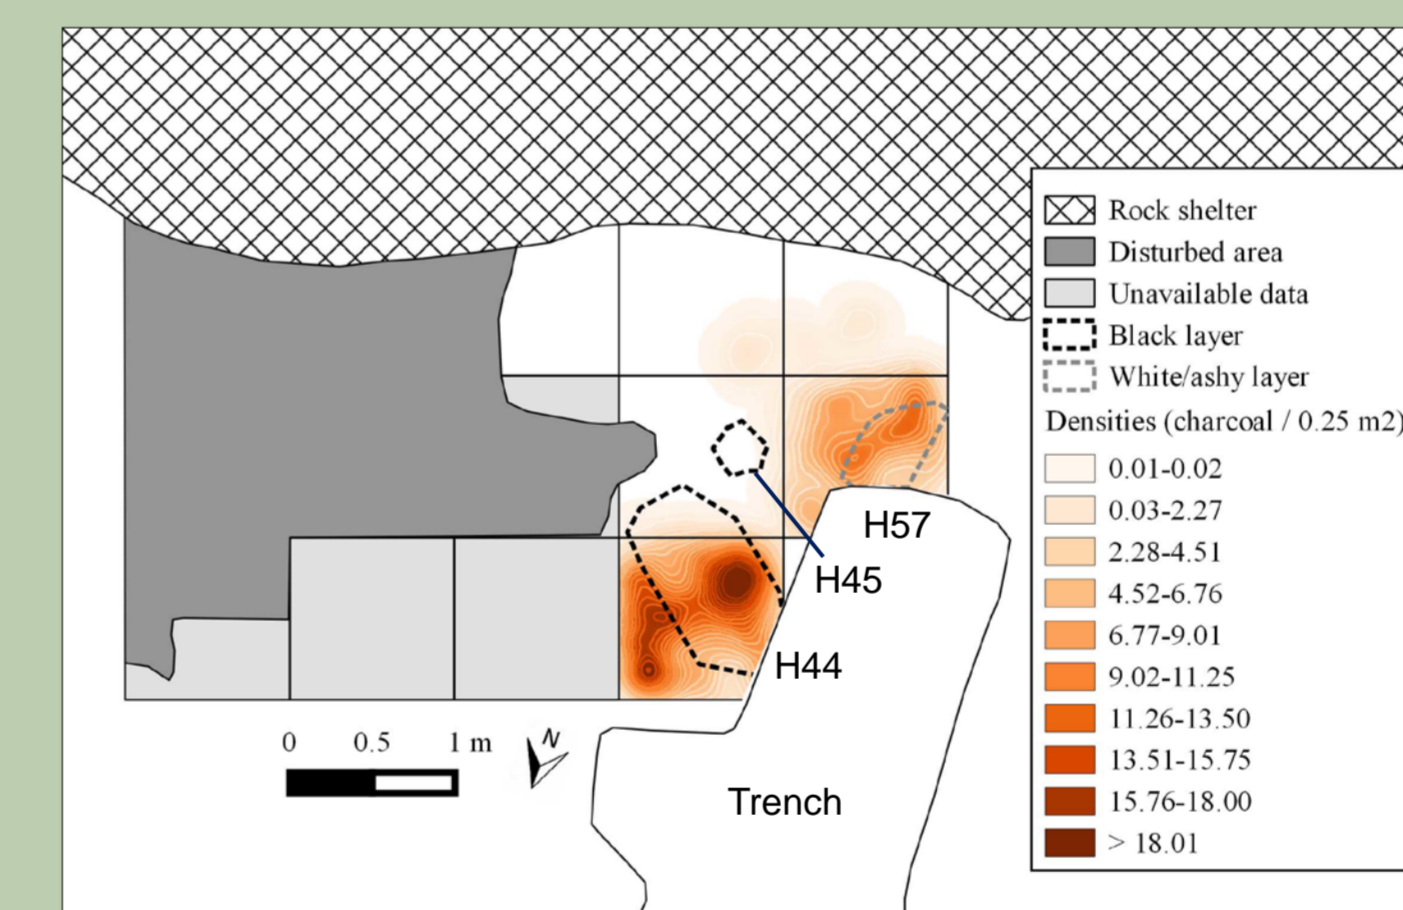 Rock shelter
Disturbed area
Unavailable data
Black layer
White/ashy layer
Densities (charcoal / 0.25 m2)
0.01-0.02
0.03-2.27
2.28-4.51
4.52-6.76
6.77-9.01
9.02-11.25
11.26-13.50
13.51-15.75
15.76-18.00
> 18.01
H57
H45
H44
0 0.5 1 m
N
Trench